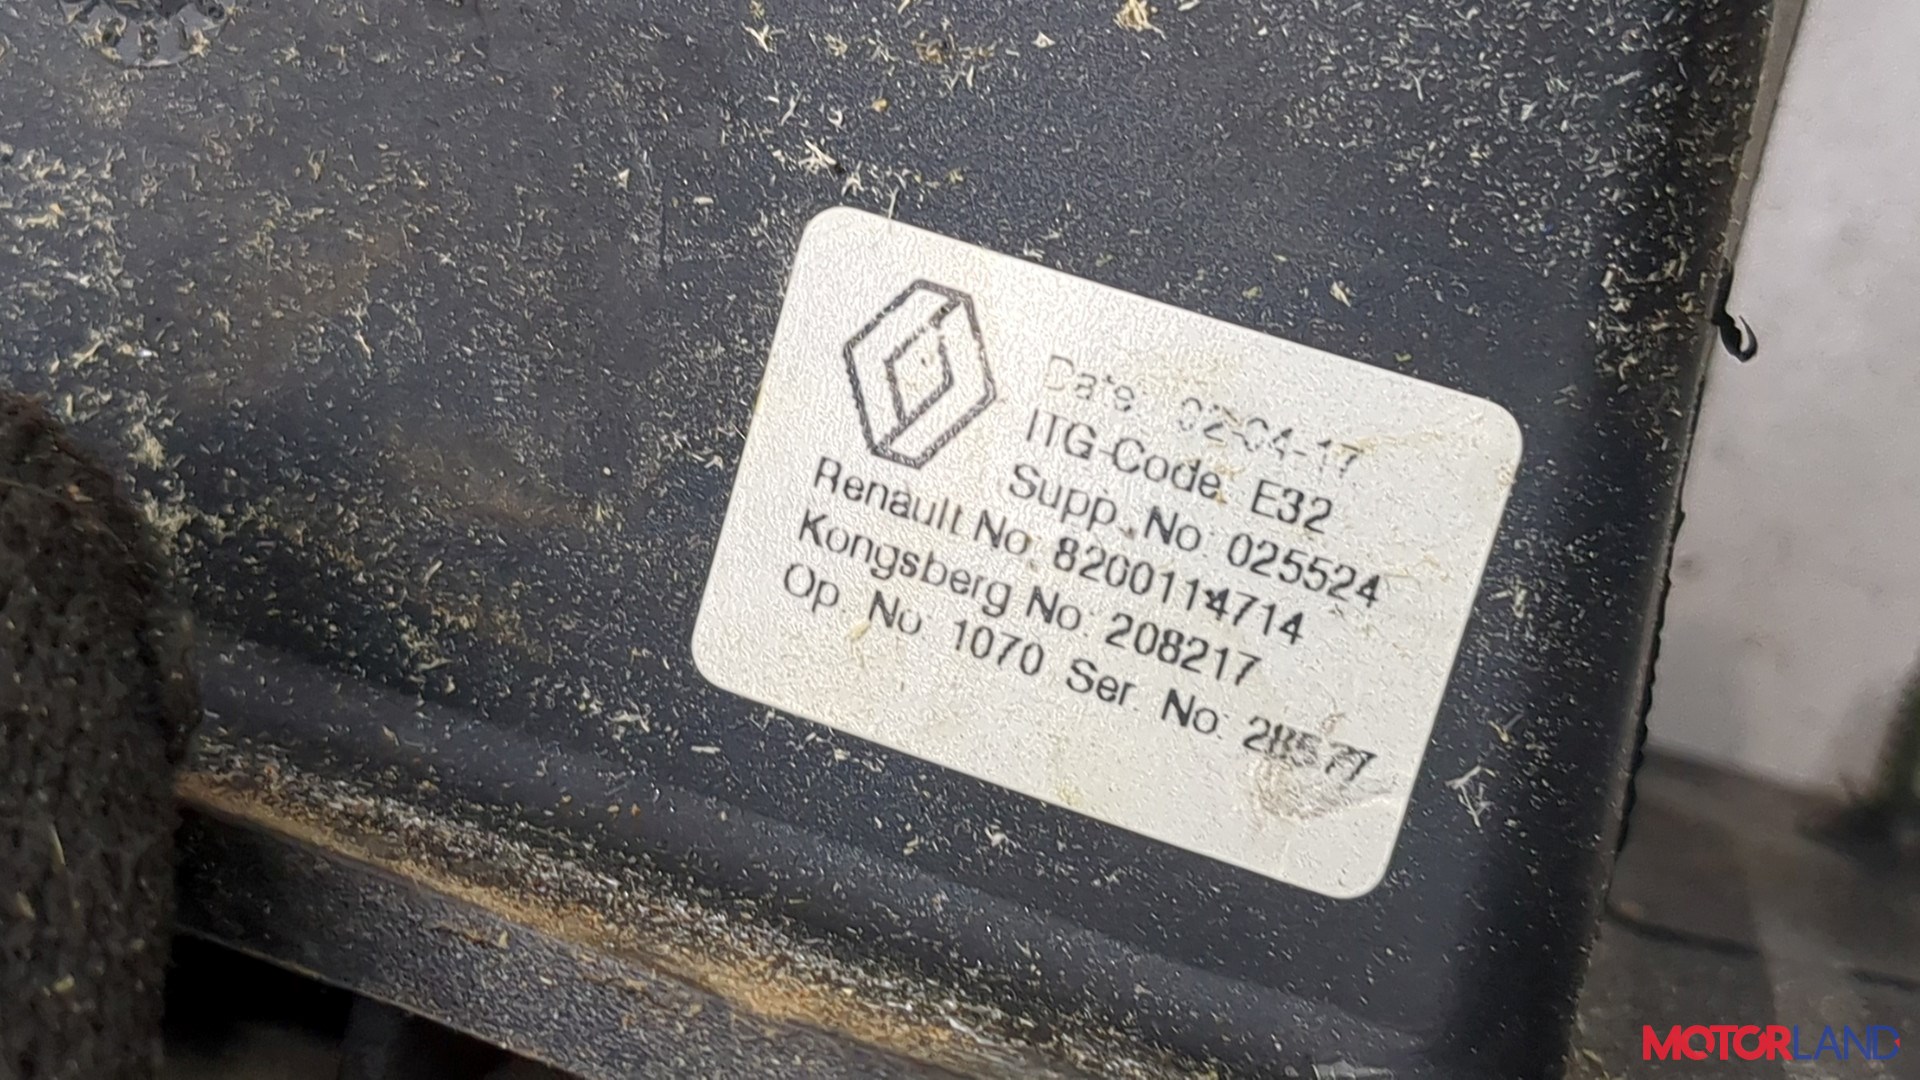 Date: 02-04-17
ITG-Code: E32
Supp. No: 025524
Renault No: 8200114714
Kongsberg No: 208217
Op. No: 1070 Ser. No:
MOTORLAND